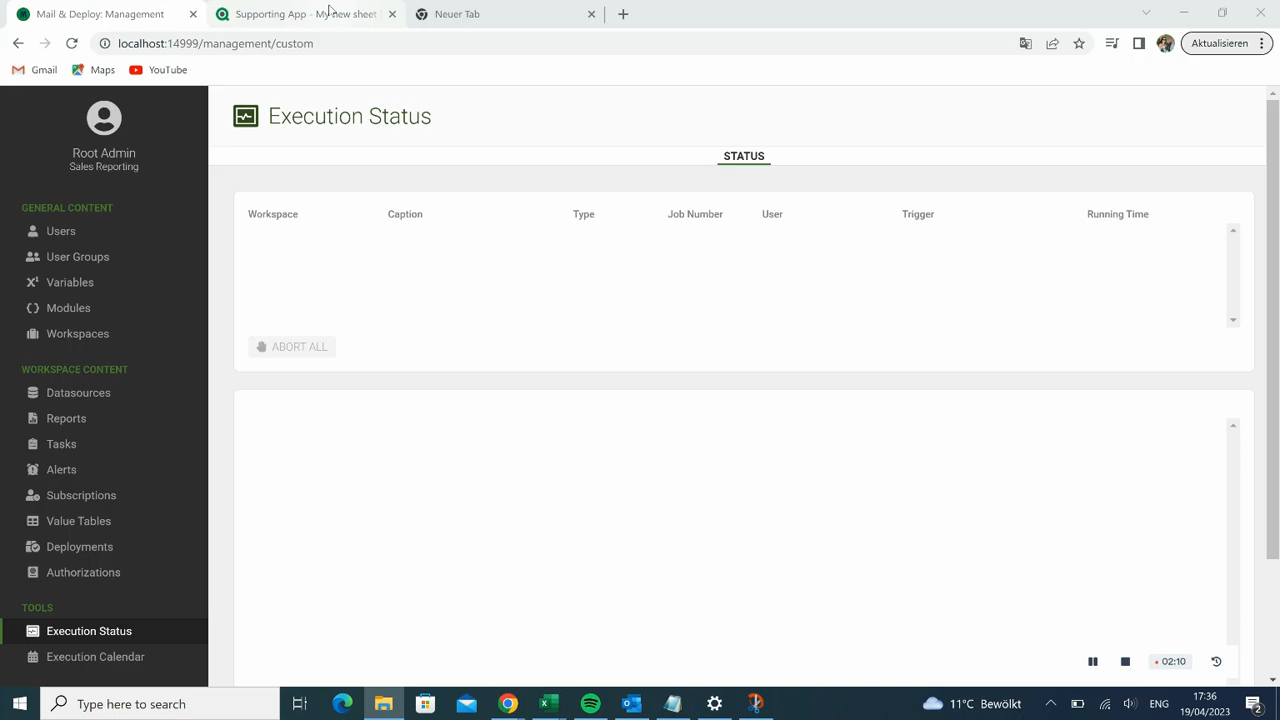 Mail & Deploy: Management
Supporting App - My new sheet
Neuer Tab
localhost:14999/management/custom
Aktualisieren
Gmail
Maps
YouTube
Root Admin
Sales Reporting
GENERAL CONTENT
Users
User Groups
Variables
Modules
Workspaces
WORKSPACE CONTENT
Datasources
Reports
Tasks
Alerts
Subscriptions
Value Tables
Deployments
Authorizations
TOOLS
Execution Status
Execution Calendar
Execution Status
STATUS
Workspace Caption Type Job Number User Trigger Running Time
ABORT ALL
02:10
Type here to search
11°C Bewölkt
ENG
17:36
19/04/2023
2